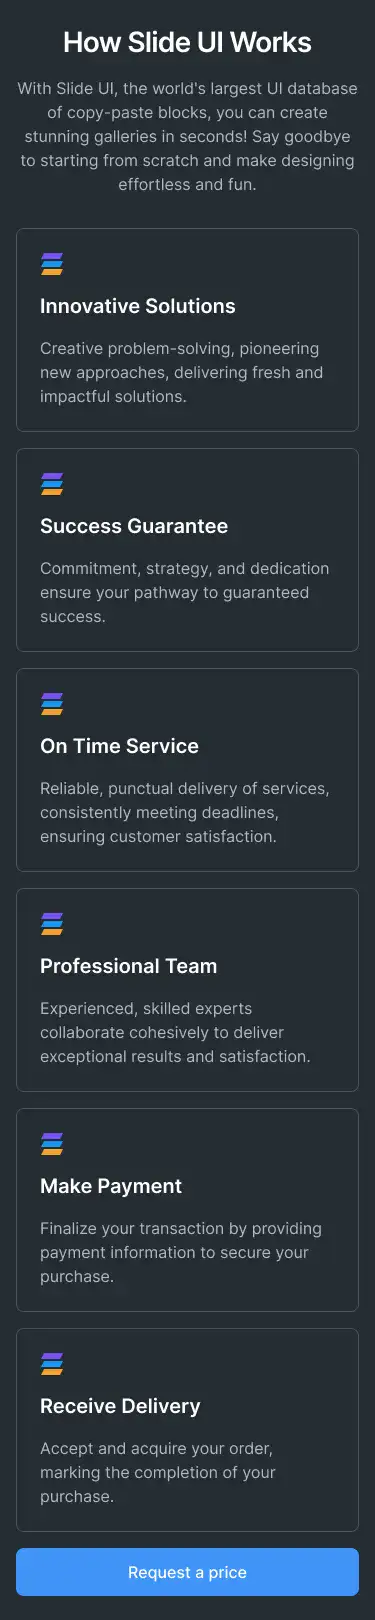 How Slide UI Works
With Slide UI, the world's largest UI database
of copy-paste blocks, you can create
stunning galleries in seconds! Say goodbye
to starting from scratch and make designing
effortless and fun.
Innovative Solutions
Creative problem-solving, pioneering
new approaches, delivering fresh and
impactful solutions.
Success Guarantee
Commitment, strategy, and dedication
ensure your pathway to guaranteed
success.
On Time Service
Reliable, punctual delivery of services,
consistently meeting deadlines,
ensuring customer satisfaction.
Professional Team
Experienced, skilled experts
collaborate cohesively to deliver
exceptional results and satisfaction.
Make Payment
Finalize your transaction by providing
payment information to secure your
purchase.
Receive Delivery
Accept and acquire your order,
marking the completion of your
purchase.
Request a price